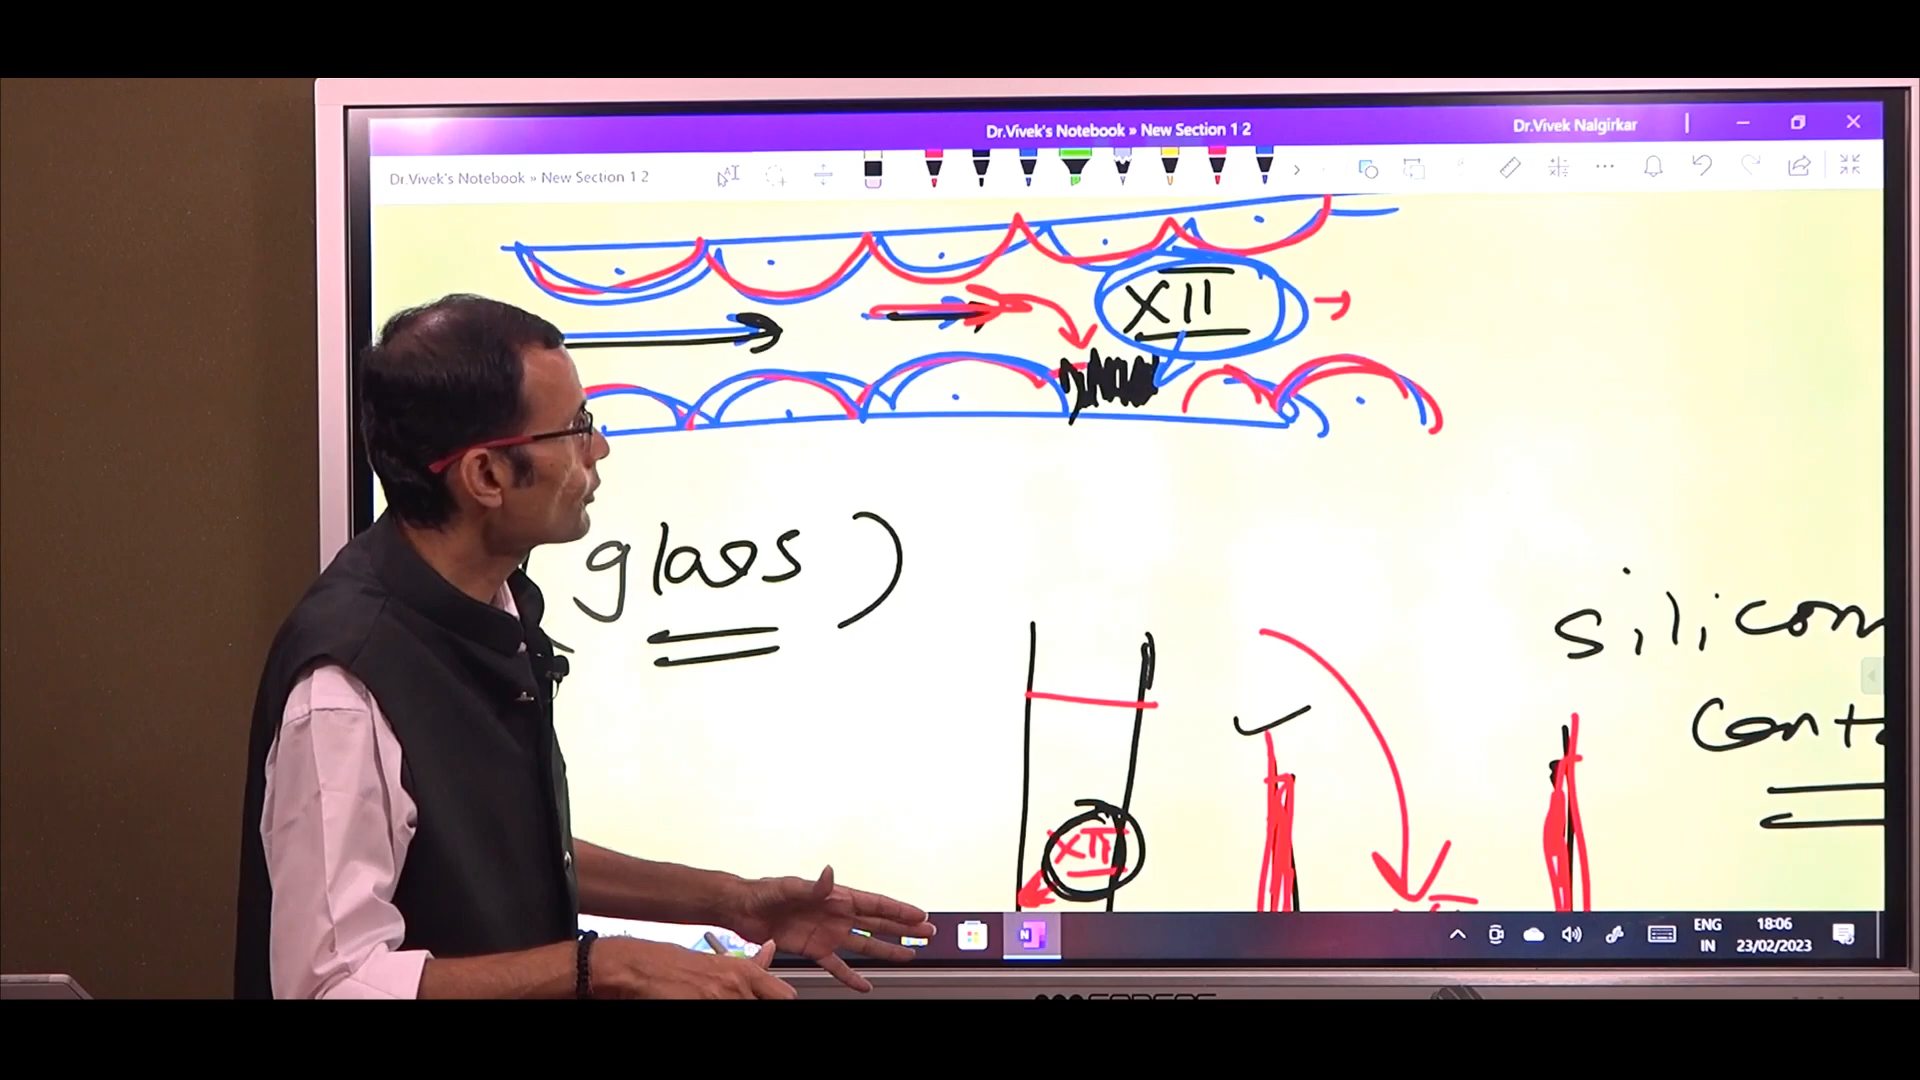 Dr.Vivek's Notebook » New Section 1 2
Dr.Vivek Nalgirkar
Dr.Vivek's Notebook » New Section 1 2
XII
(glass)
XII
ENG
IN
18:06
23/02/2023